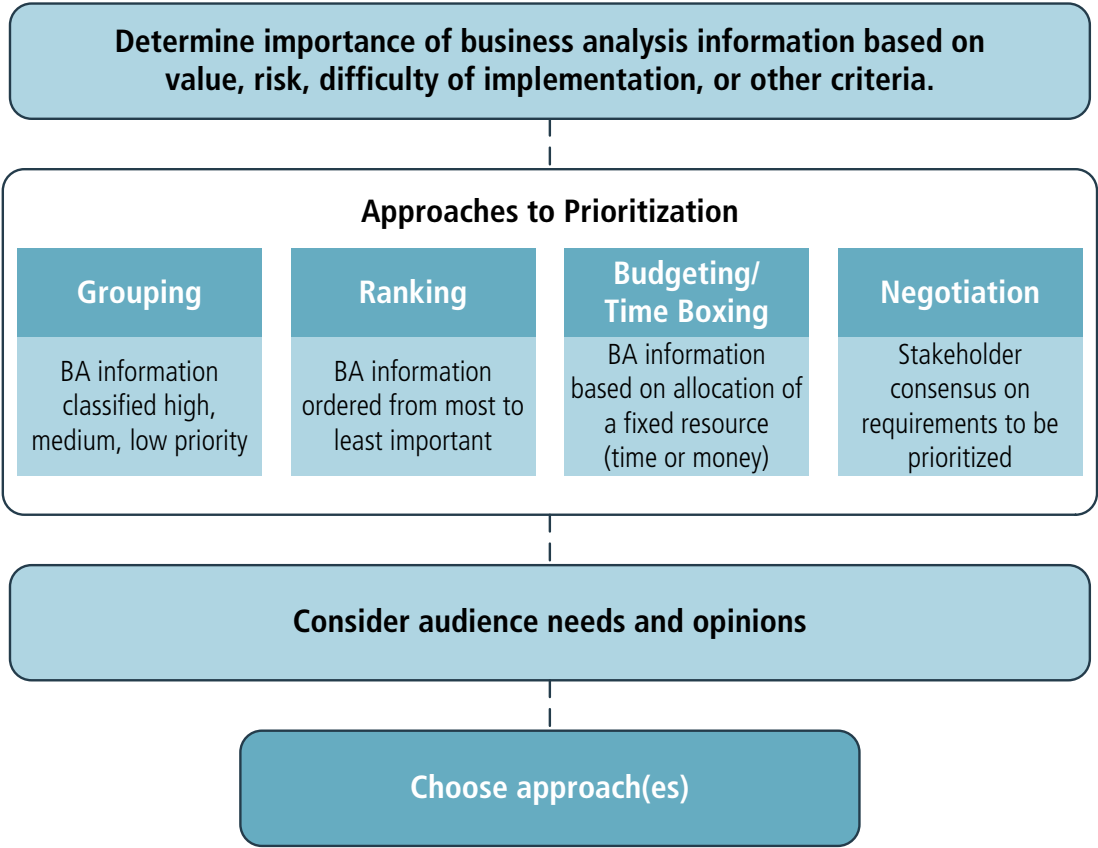 Determine importance of business analysis information based on
value, risk, difficulty of implementation, or other criteria.
Approaches to Prioritization
Grouping
BA information
classified high,
medium, low priority
Ranking
BA information
ordered from most to
least important
Budgeting/
Time Boxing
BA information
based on allocation of
a fixed resource
(time or money)
Negotiation
Stakeholder
consensus on
requirements to be
prioritized
Consider audience needs and opinions
Choose approach(es)